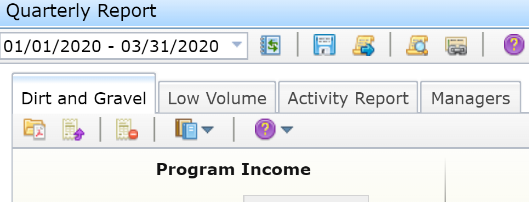 Quarterly Report
01/01/2020 - 03/31/2020
Dirt and Gravel Low Volume Activity Report Managers
Program Income